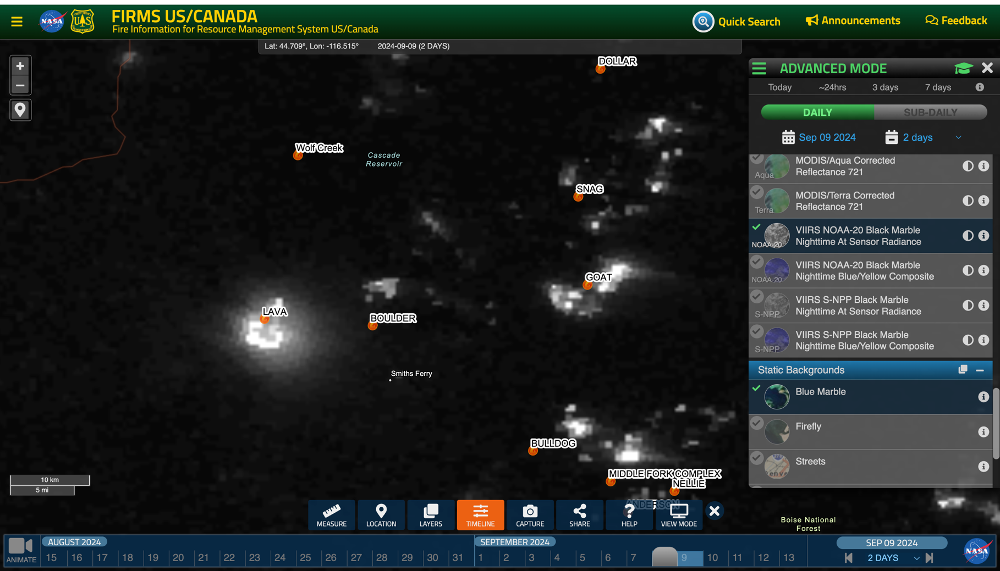 NASA
FIRMS US/CANADA
Fire Information for Resource Management System US/Canada
Quick Search
Announcements
Feedback
Lat: 44.709°, Lon: -116.515° 2024-09-09 (2 DAYS)
+
−
DOLLAR
Wolf Creek
Cascade
Reservoir
SNAG
GOAT
LAVA
BOULDER
Smiths Ferry
BULLDOG
MIDDLE FORK COMPLEX
NELLIE
ANDERSON
Boise National
Forest
10 km
5 mi
ADVANCED MODE
Today ~24hrs 3 days 7 days
DAILY SUB-DAILY
Sep 09 2024 2 days
Aqua
MODIS/Aqua Corrected
Reflectance 721
Terra
MODIS/Terra Corrected
Reflectance 721
NOAA-20
VIIRS NOAA-20 Black Marble
Nighttime At Sensor Radiance
NOAA-20
VIIRS NOAA-20 Black Marble
Nighttime Blue/Yellow Composite
S-NPP
VIIRS S-NPP Black Marble
Nighttime At Sensor Radiance
S-NPP
VIIRS S-NPP Black Marble
Nighttime Blue/Yellow Composite
Static Backgrounds
Blue Marble
Firefly
Streets
MEASURE LOCATION LAYERS TIMELINE CAPTURE SHARE HELP VIEW MODE
ANIMATE
AUGUST 2024
15 16 17 18 19 20 21 22 23 24 25 26 27 28 29 30 31
SEPTEMBER 2024
1 2 3 4 5 6 7 9 10 11 12 13
SEP 09 2024
2 DAYS
NASA